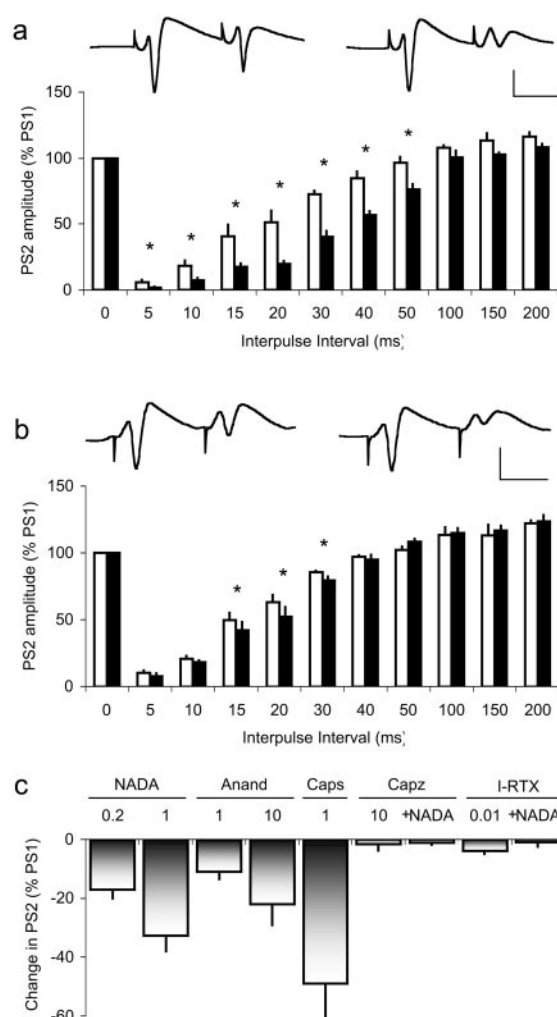 a
150
100
50
0
PS2 amplitude (% PS1)
* * * * * * *
0 5 10 15 20 30 40 50 100 150 200
Interpulse Interval (ms)
b
150
100
50
0
PS2 amplitude (% PS1)
* * *
0 5 10 15 20 30 40 50 100 150 200
Interpulse Interval (ms)
c
NADA Anand Caps Capz I-RTX
0.2 1 1 10 1 10 +NADA 0.01 +NADA
0
-20
-40
-60
Change in PS2 (% PS1)